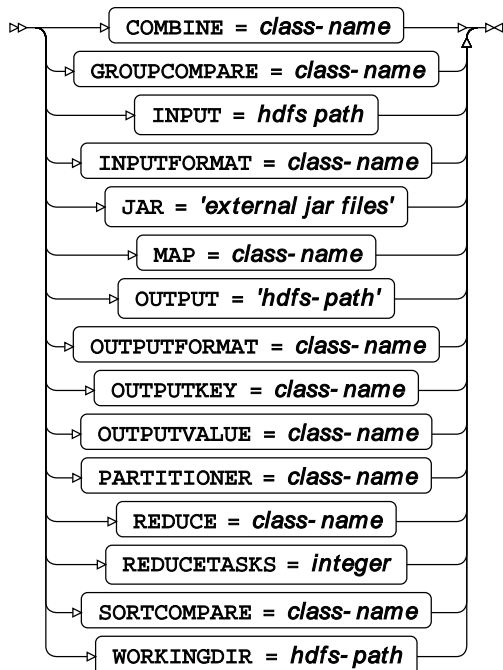 COMBINE = class-name
GROUPCOMPARE = class-name
INPUT = hdfs path
INPUTFORMAT = class-name
JAR = 'external jar files'
MAP = class-name
OUTPUT = 'hdfs-path'
OUTPUTFORMAT = class-name
OUTPUTKEY = class-name
OUTPUTVALUE = class-name
PARTITIONER = class-name
REDUCE = class-name
REDUCETASKS = integer
SORTCOMPARE = class-name
WORKINGDIR = hdfs-path